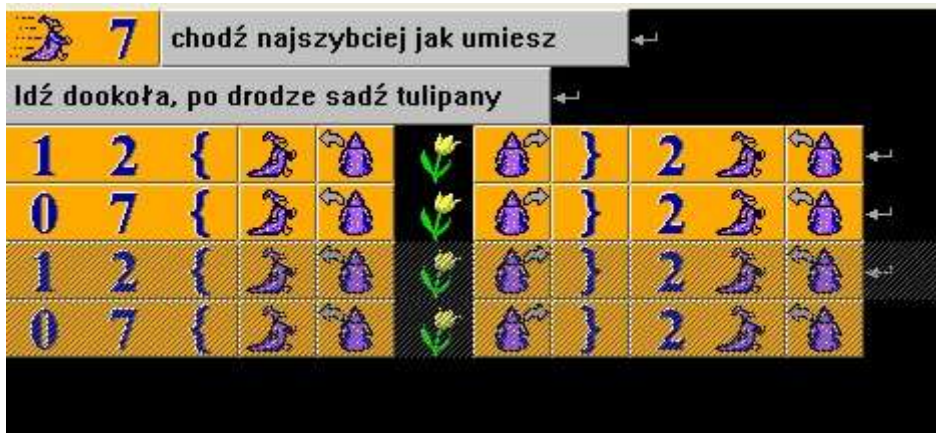 7 chodź najszybciej jak umiesz
Idź dookoła, po drodze sadź tulipany
1 2 { } 2
0 7 { } 2
1 2 { } 2
0 7 { } 2